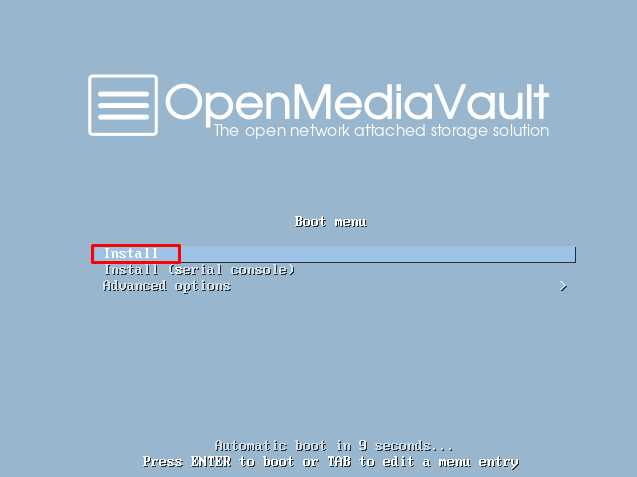 OpenMediaVault
The open network attached storage solution
Boot menu
Install
Install (serial console)
Advanced options >
Automatic boot in 9 seconds...
Press ENTER to boot or TAB to edit a menu entry